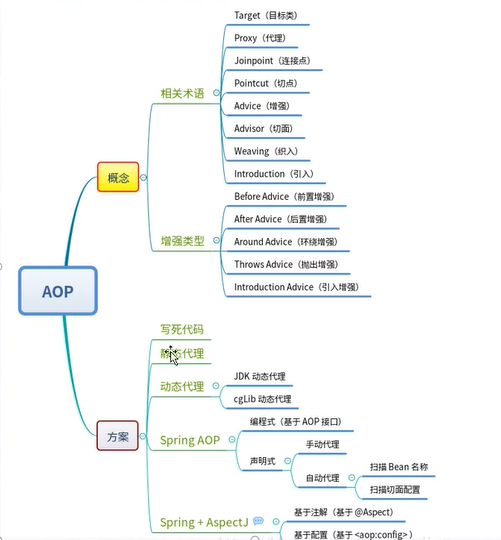 AOP
概念
相关术语
Target（目标类）
Proxy（代理）
Joinpoint（连接点）
Pointcut（切点）
Advice（增强）
Advisor（切面）
Weaving（织入）
Introduction（引入）
增强类型
Before Advice（前置增强）
After Advice（后置增强）
Around Advice（环绕增强）
Throws Advice（抛出增强）
Introduction Advice（引入增强）
方案
写死代码
静态代理
动态代理
JDK 动态代理
cgLib 动态代理
Spring AOP
编程式（基于 AOP 接口）
声明式
手动代理
自动代理
扫描 Bean 名称
扫描切面配置
Spring + AspectJ
基于注解（基于 @Aspect）
基于配置（基于 <aop:config>）